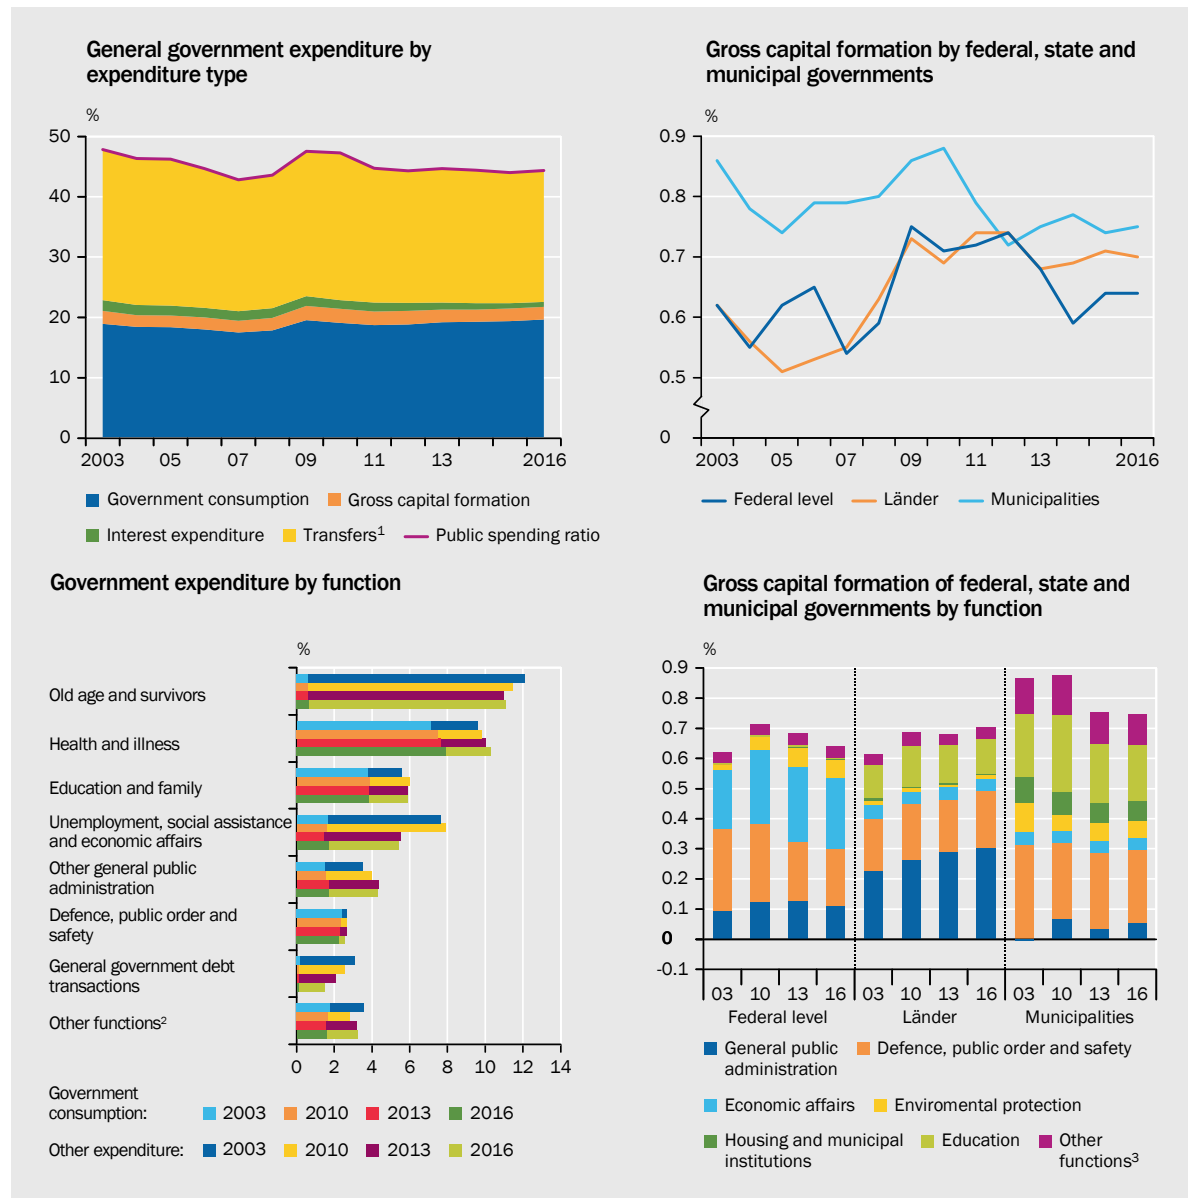 General government expenditure by
expenditure type
%
50
40
30
20
10
0
2003 05 07 09 11 13 2016
Government consumption Gross capital formation
Interest expenditure Transfers1 Public spending ratio
Gross capital formation by federal, state and
municipal governments
%
0.9
0.8
0.7
0.6
0.5
0
2003 05 07 09 11 13 2016
Federal level Länder Municipalities
Government expenditure by function
%
Old age and survivors
Health and illness
Education and family
Unemployment, social assistance
and economic affairs
Other general public
administration
Defence, public order and
safety
General government debt
transactions
Other functions2
0 2 4 6 8 10 12 14
Government
consumption: 2003 2010 2013 2016
Other expenditure: 2003 2010 2013 2016
Gross capital formation of federal, state and
municipal governments by function
%
0.9
0.8
0.7
0.6
0.5
0.4
0.3
0.2
0.1
0
-0.1
03 10 13 16 03 10 13 16 03 10 13 16
Federal level Länder Municipalities
General public
administration
Defence, public order and safety
Economic affairs Enviromental protection
Housing and municipal
institutions
Education
Other
functions3